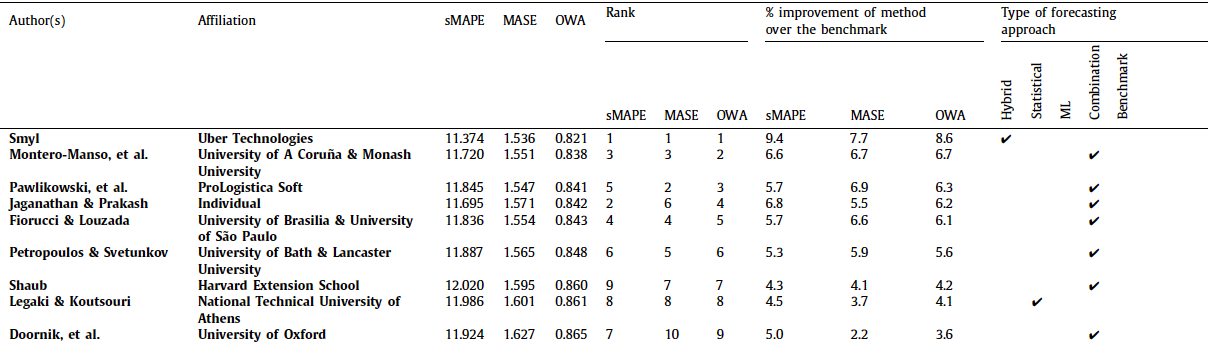 Author(s) Affiliation sMAPE MASE OWA Rank % improvement of method over the benchmark Type of forecasting approach
sMAPE MASE OWA sMAPE MASE OWA Hybrid Statistical ML Combination Benchmark
Smyl Uber Technologies 11.374 1.536 0.821 1 1 1 9.4 7.7 8.6 ✔
Montero-Manso, et al. University of A Coruña & Monash 11.720 1.551 0.838 3 3 2 6.6 6.7 6.7 ✔
University
Pawlikowski, et al. ProLogistica Soft 11.845 1.547 0.841 5 2 3 5.7 6.9 6.3 ✔
Jaganathan & Prakash Individual 11.695 1.571 0.842 2 6 4 6.8 5.5 6.2 ✔
Fiorucci & Louzada University of Brasilia & University 11.836 1.554 0.843 4 4 5 5.7 6.6 6.1 ✔
of São Paulo
Petropoulos & Svetunkov University of Bath & Lancaster 11.887 1.565 0.848 6 5 6 5.3 5.9 5.6 ✔
University
Shaub Harvard Extension School 12.020 1.595 0.860 9 7 7 4.3 4.1 4.2 ✔
Legaki & Koutsouri National Technical University of 11.986 1.601 0.861 8 8 8 4.5 3.7 4.1 ✔
Athens
Doornik, et al. University of Oxford 11.924 1.627 0.865 7 10 9 5.0 2.2 3.6 ✔